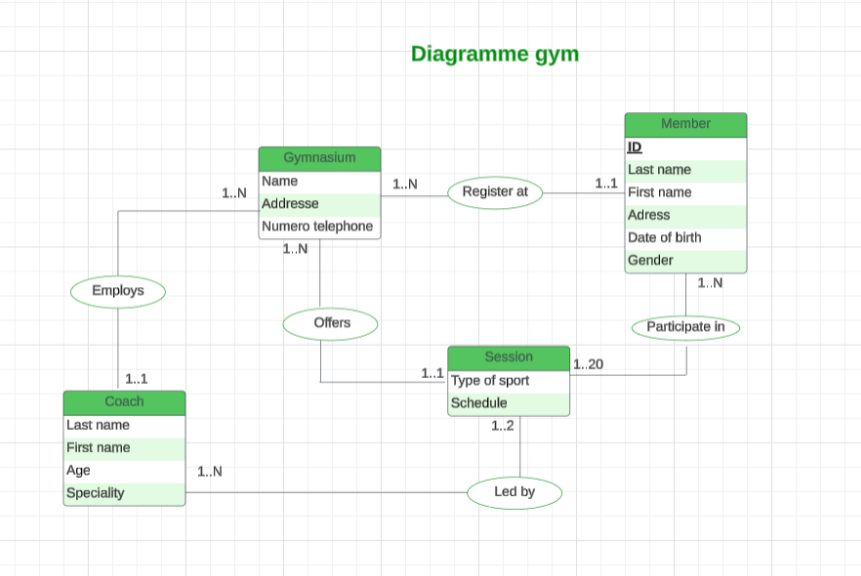 Diagramme gym
Member
ID
Last name
First name
Adress
Date of birth
Gender
Gymnasium
Name
Addresse
Numero telephone
1..N
1..N
Register at
1..1
1..N
1..N
Employs
Offers
Participate in
1..1
1..1
Session
Type of sport
Schedule
1..20
1..2
Coach
Last name
First name
Age
Speciality
1..N
Led by